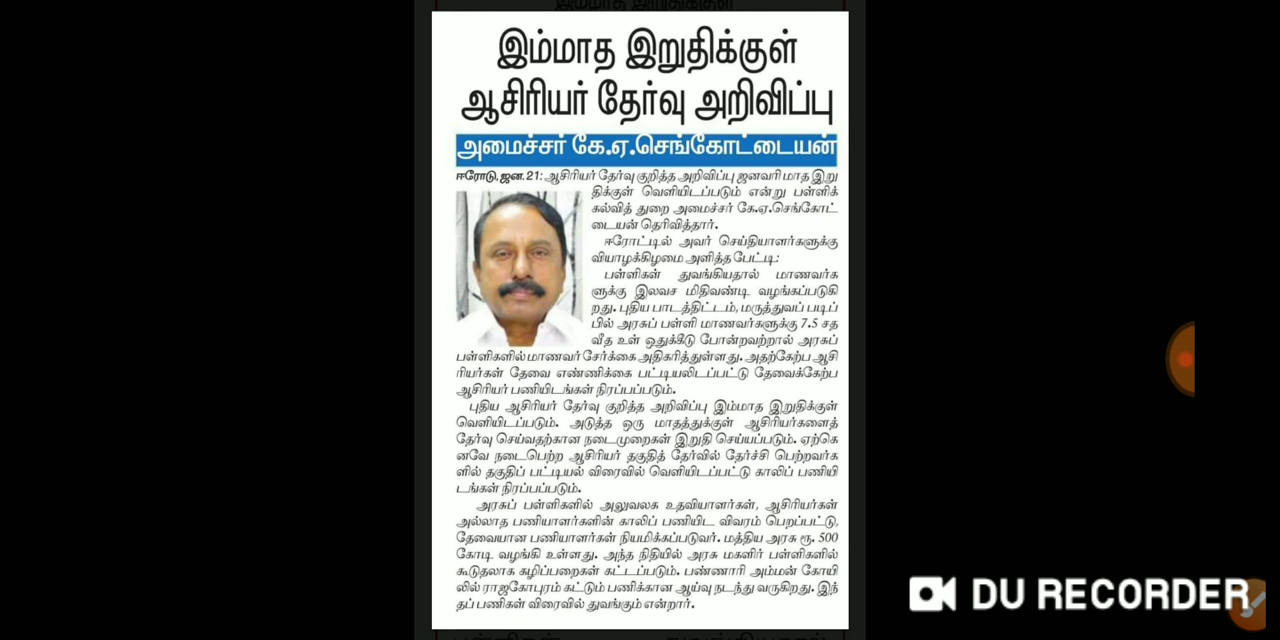 இம்மாத இறுதிக்குள்
ஆசிரியர் தேர்வு அறிவிப்பு
அமைச்சர் கே.ஏ.செங்கோட்டையன்
ஈரோடு, ஜன. 21: ஆசிரியர் தேர்வு குறித்த அறிவிப்பு ஜனவரி மாத இறு
திக்குள் வெளியிடப்படும் என்று பள்ளிக்
கல்வித் துறை அமைச்சர் கே.ஏ.செங்கோட்
டையன் தெரிவித்தார்.
ஈரோட்டில் அவர் செய்தியாளர்களுக்கு
வியாழக்கிழமை அளித்த பேட்டி:
பள்ளிகள் துவங்கியதால் மாணவர்க
ளுக்கு இலவச மிதிவண்டி வழங்கப்படுகி
றது. புதிய பாடத்திட்டம், மருத்துவப் படிப்
பில் அரசுப் பள்ளி மாணவர்களுக்கு 7.5 சத
வீத உள் ஒதுக்கீடு போன்றவற்றால் அரசுப்
பள்ளிகளில் மாணவர் சேர்க்கை அதிகரித்துள்ளது. அதற்கேற்ப ஆசி
ரியர்கள் தேவை எண்ணிக்கை பட்டியலிடப்பட்டு தேவைக்கேற்ப
ஆசிரியர் பணியிடங்கள் நிரப்பப்படும்.
புதிய ஆசிரியர் தேர்வு குறித்த அறிவிப்பு இம்மாத இறுதிக்குள்
வெளியிடப்படும். அடுத்த ஒரு மாதத்துக்குள் ஆசிரியர்களைத்
தேர்வு செய்வதற்கான நடைமுறைகள் இறுதி செய்யப்படும். ஏற்கெ
னவே நடைபெற்ற ஆசிரியர் தகுதித் தேர்வில் தேர்ச்சி பெற்றவர்க
ளில் தகுதிப் பட்டியல் விரைவில் வெளியிடப்பட்டு காலிப் பணியி
டங்கள் நிரப்பப்படும்.
அரசுப் பள்ளிகளில் அலுவலக உதவியாளர்கள், ஆசிரியர்கள்
அல்லாத பணியாளர்களின் காலிப் பணியிட விவரம் பெறப்பட்டு,
தேவையான பணியாளர்கள் நியமிக்கப்படுவர். மத்திய அரசு ரூ. 500
கோடி வழங்கி உள்ளது. அந்த நிதியில் அரசு மகளிர் பள்ளிகளில்
கூடுதலாக கழிப்பறைகள் கட்டப்படும். பண்ணாரி அம்மன் கோயி
லில் ராஜகோபுரம் கட்டும் பணிக்கான ஆய்வு நடந்து வருகிறது. இந்
தப் பணிகள் விரைவில் துவங்கும் என்றார்.
DU RECORDER